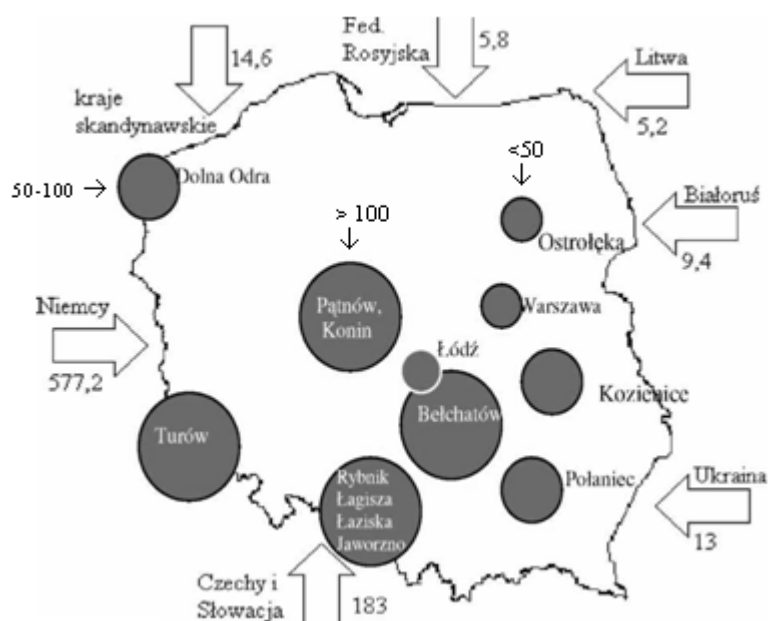 Fed.
Rosyjska
5,8
14,6
Litwa
5,2
kraje
skandynawskie
<50
Dolna Odra
50-100 →
> 100
Białoruś
9,4
Ostrołęka
Niemcy
577,2
Pątnów,
Konin
Warszawa
Łódź
Kozienice
Bełchatów
Turów
Rybnik
Łagisza
Łaziska
Jaworzno
Połaniec
Ukraina
13
Czechy i
Słowacja
183